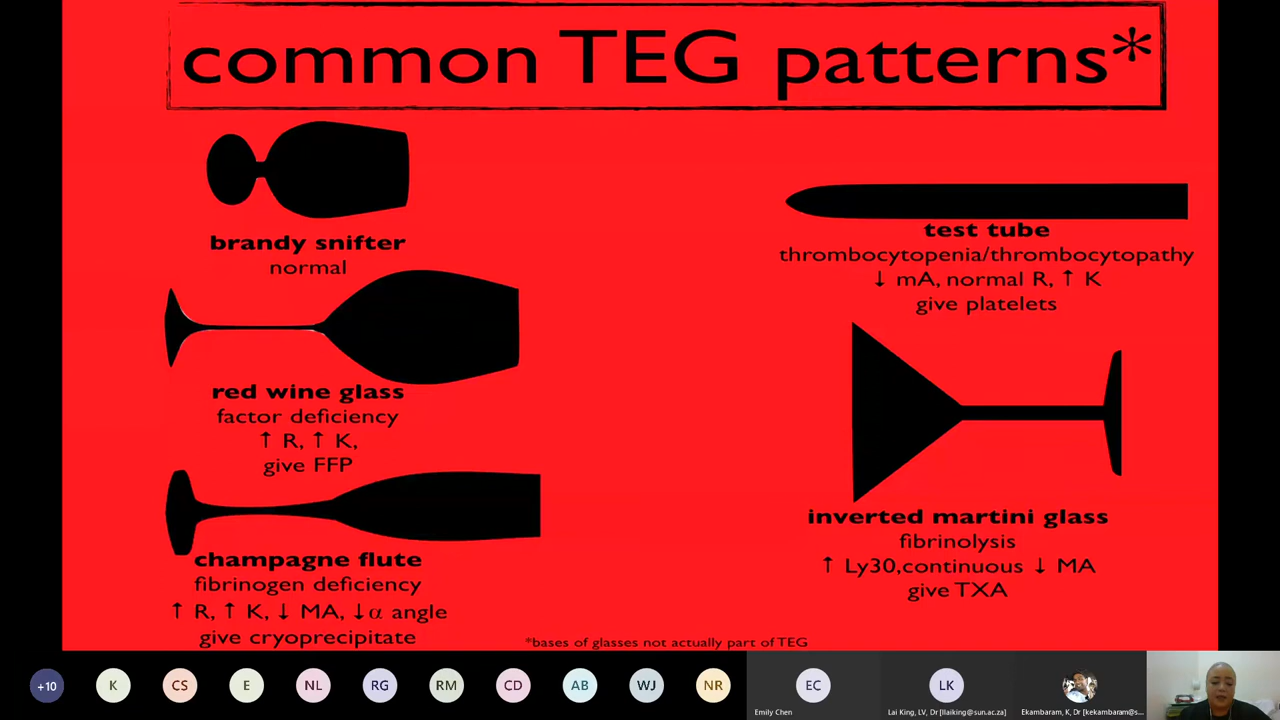 common TEG patterns*
brandy snifter
normal
red wine glass
factor deficiency
↑ R, ↑ K,
give FFP
champagne flute
fibrinogen deficiency
↑ R, ↑ K, ↓ MA, ↓α angle
give cryoprecipitate
test tube
thrombocytopenia/thrombocytopathy
↓ mA, normal R, ↑ K
give platelets
inverted martini glass
fibrinolysis
↑ Ly30,continuous ↓ MA
give TXA
*bases of glasses not actually part of TEG
+10
K
CS
E
NL
RG
RM
CD
AB
WJ
NR
EC
LK
Emily Chen
Lai King, LV, Dr [llaiking@sun.ac.za]
Ekambaram, K, Dr [kekambaram@s...